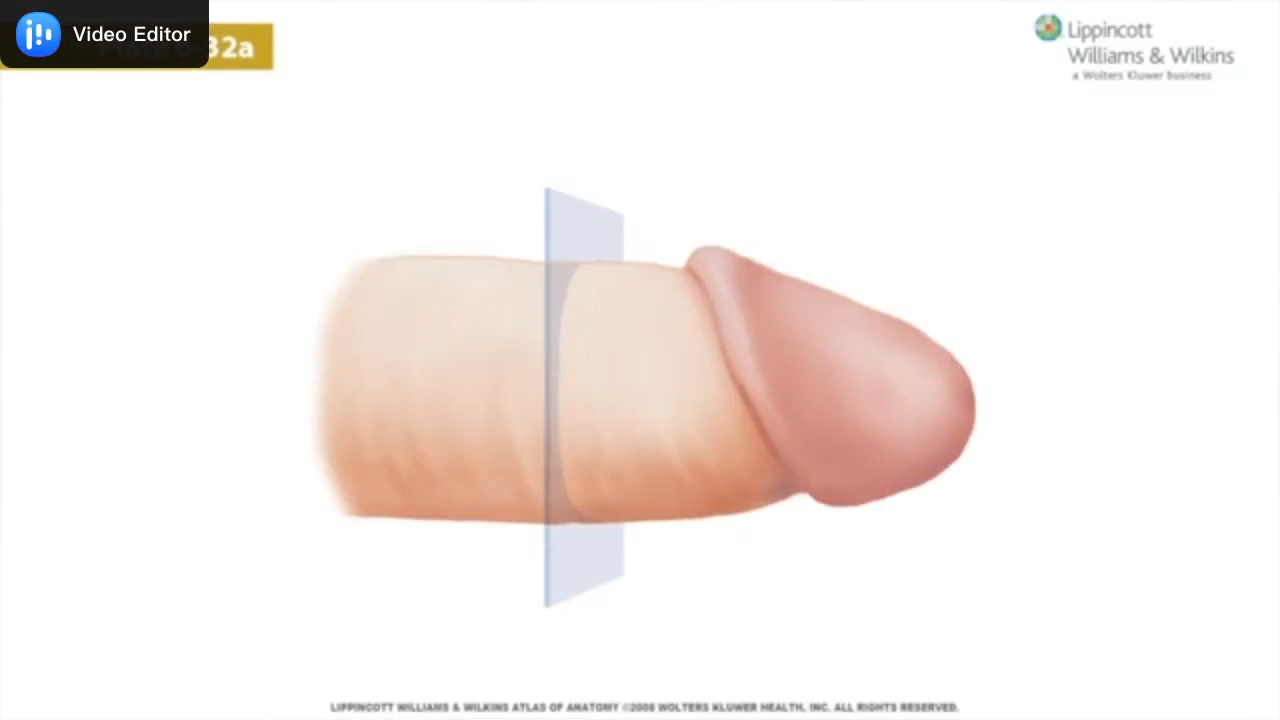 Video Editor
32a
Lippincott
Williams & Wilkins
a Wolters Kluwer business
LIPPINCOTT WILLIAMS & WILKINS ATLAS OF ANATOMY ©2008 WOLTERS KLUWER HEALTH, INC. ALL RIGHTS RESERVED.